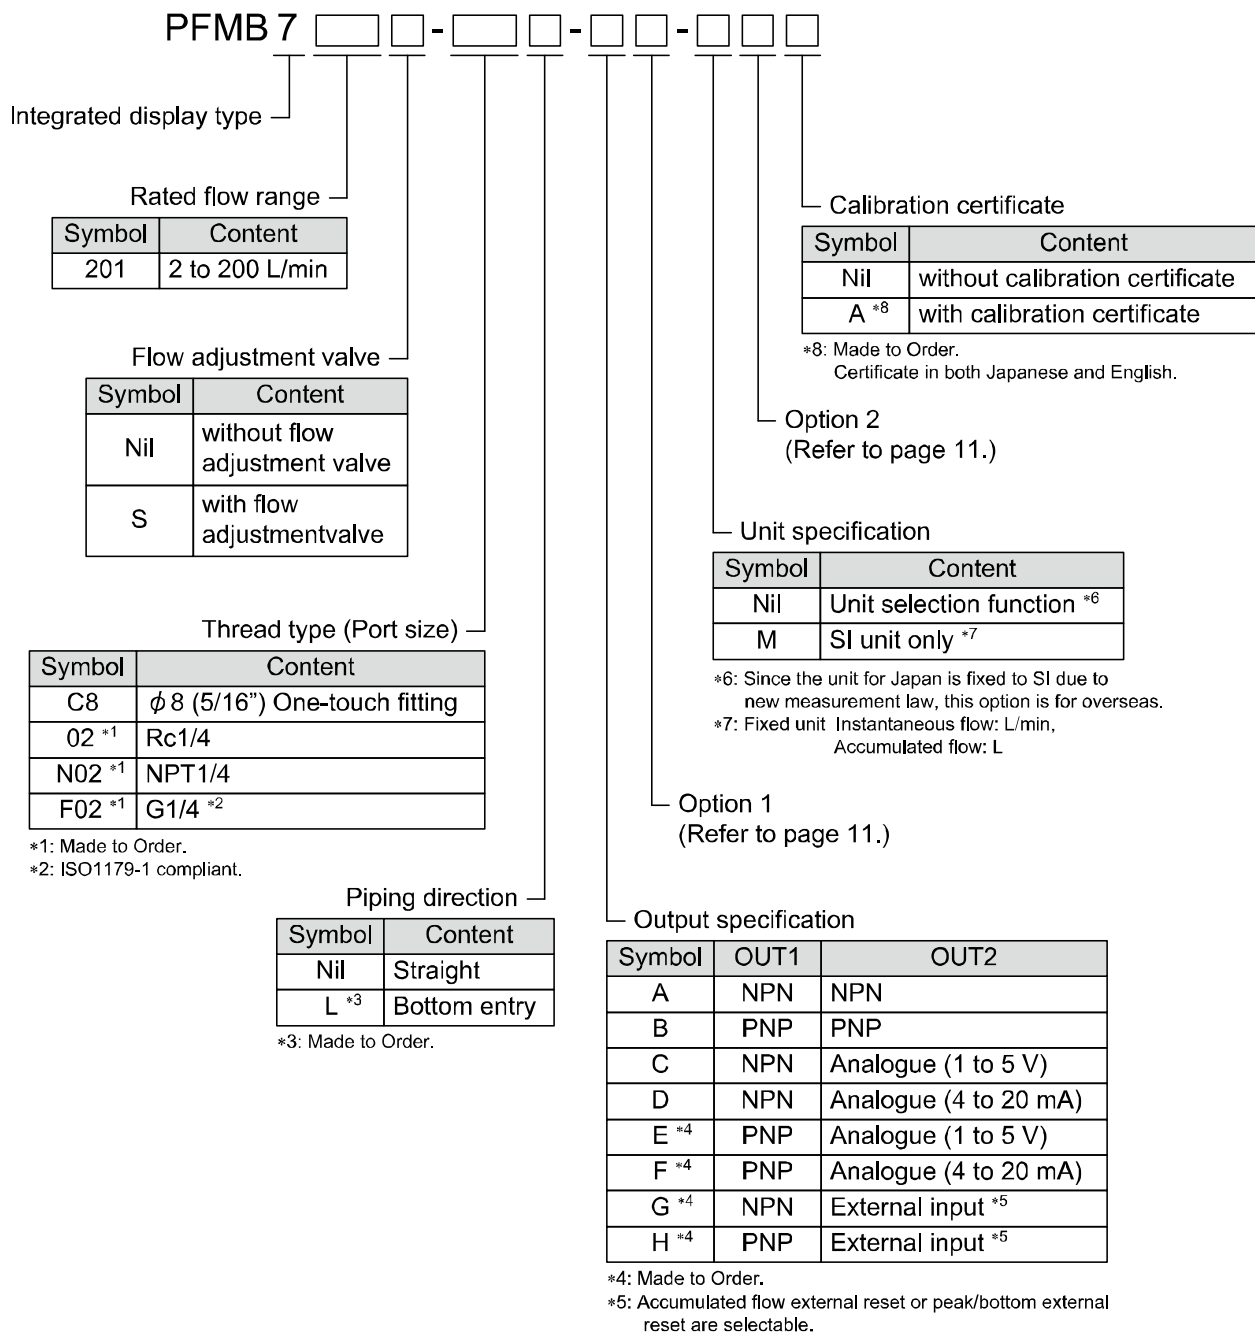 PFMB 7 - - -
Integrated display type
Rated flow range
Symbol Content
201 2 to 200 L/min
Flow adjustment valve
Symbol Content
Nil without flow
adjustment valve
S with flow
adjustmentvalve
Thread type (Port size)
Symbol Content
C8 ϕ8 (5/16”) One-touch fitting
02 *1 Rc1/4
N02 *1 NPT1/4
F02 *1 G1/4 *2
*1: Made to Order.
*2: ISO1179-1 compliant.
Piping direction
Symbol Content
Nil Straight
L *3 Bottom entry
*3: Made to Order.
Calibration certificate
Symbol Content
Nil without calibration certificate
A *8 with calibration certificate
*8: Made to Order.
Certificate in both Japanese and English.
Option 2
(Refer to page 11.)
Unit specification
Symbol Content
Nil Unit selection function *6
M SI unit only *7
*6: Since the unit for Japan is fixed to SI due to
new measurement law, this option is for overseas.
*7: Fixed unit Instantaneous flow: L/min,
Accumulated flow: L
Option 1
(Refer to page 11.)
Output specification
Symbol OUT1 OUT2
A NPN NPN
B PNP PNP
C NPN Analogue (1 to 5 V)
D NPN Analogue (4 to 20 mA)
E *4 PNP Analogue (1 to 5 V)
F *4 PNP Analogue (4 to 20 mA)
G *4 NPN External input *5
H *4 PNP External input *5
*4: Made to Order.
*5: Accumulated flow external reset or peak/bottom external
reset are selectable.